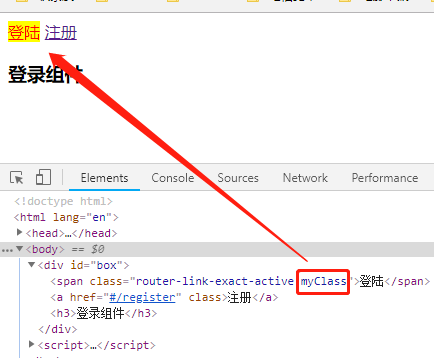 登陆 注册
登录组件
Elements Console Sources Network Performance
<!doctype html>
<html lang="en">
<head>…</head>
<body> == $0
<div id="box">
<span class="router-link-exact-active myClass">登陆</span>
<a href="#/register" class>注册</a>
<h3>登录组件</h3>
</div>
<script>…</script>